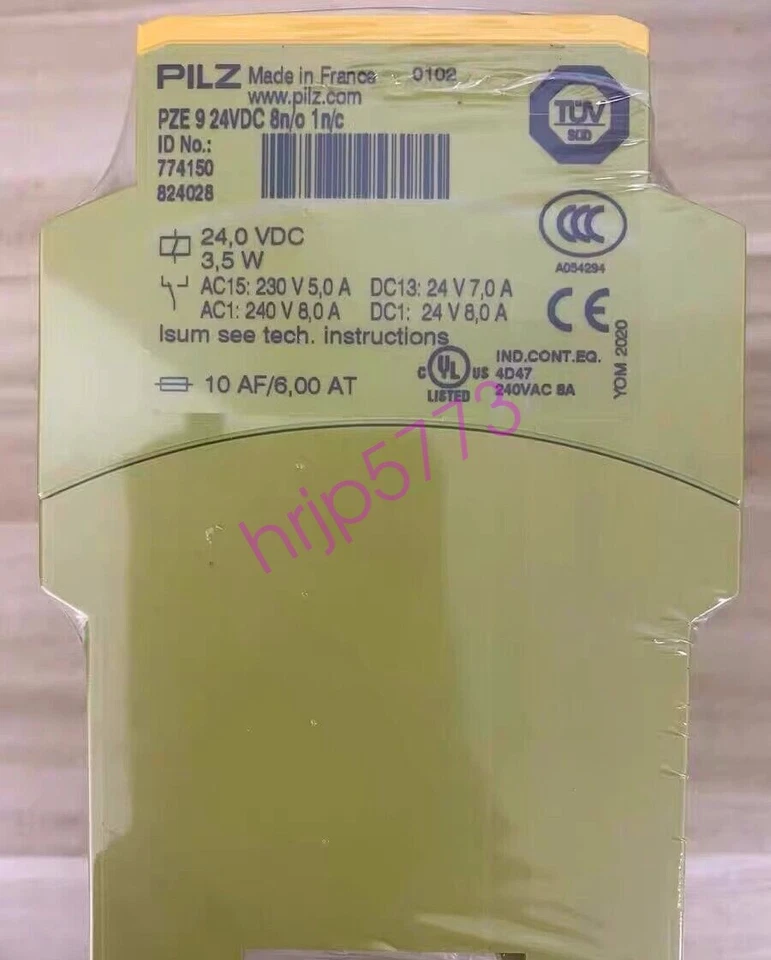 PILZ Made in France 0102
www.pilz.com
PZE 9 24VDC 8n/o 1n/c
ID No.:
774150
824028
TÜV
SÜD
CCC
A054294
24,0 VDC
3,5 W
AC15: 230 V 5,0 A DC13: 24 V 7,0 A
AC1: 240 V 8,0 A DC1: 24 V 8,0 A
Isum see tech. instructions
CE
YOM 2020
10 AF/6,00 AT
C UL US
LISTED
IND.CONT.EQ.
4D47
240VAC 8A
hrjp5773